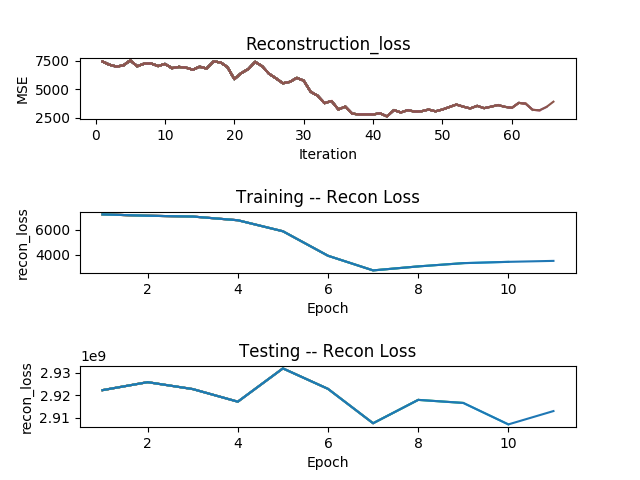 Reconstruction_loss
MSE
7500
5000
2500
0 10 20 30 40 50 60
Iteration
Training -- Recon Loss
recon_loss
6000
4000
2 4 6 8 10
Epoch
Testing -- Recon Loss
1e9
recon_loss
2.93
2.92
2.91
2 4 6 8 10
Epoch